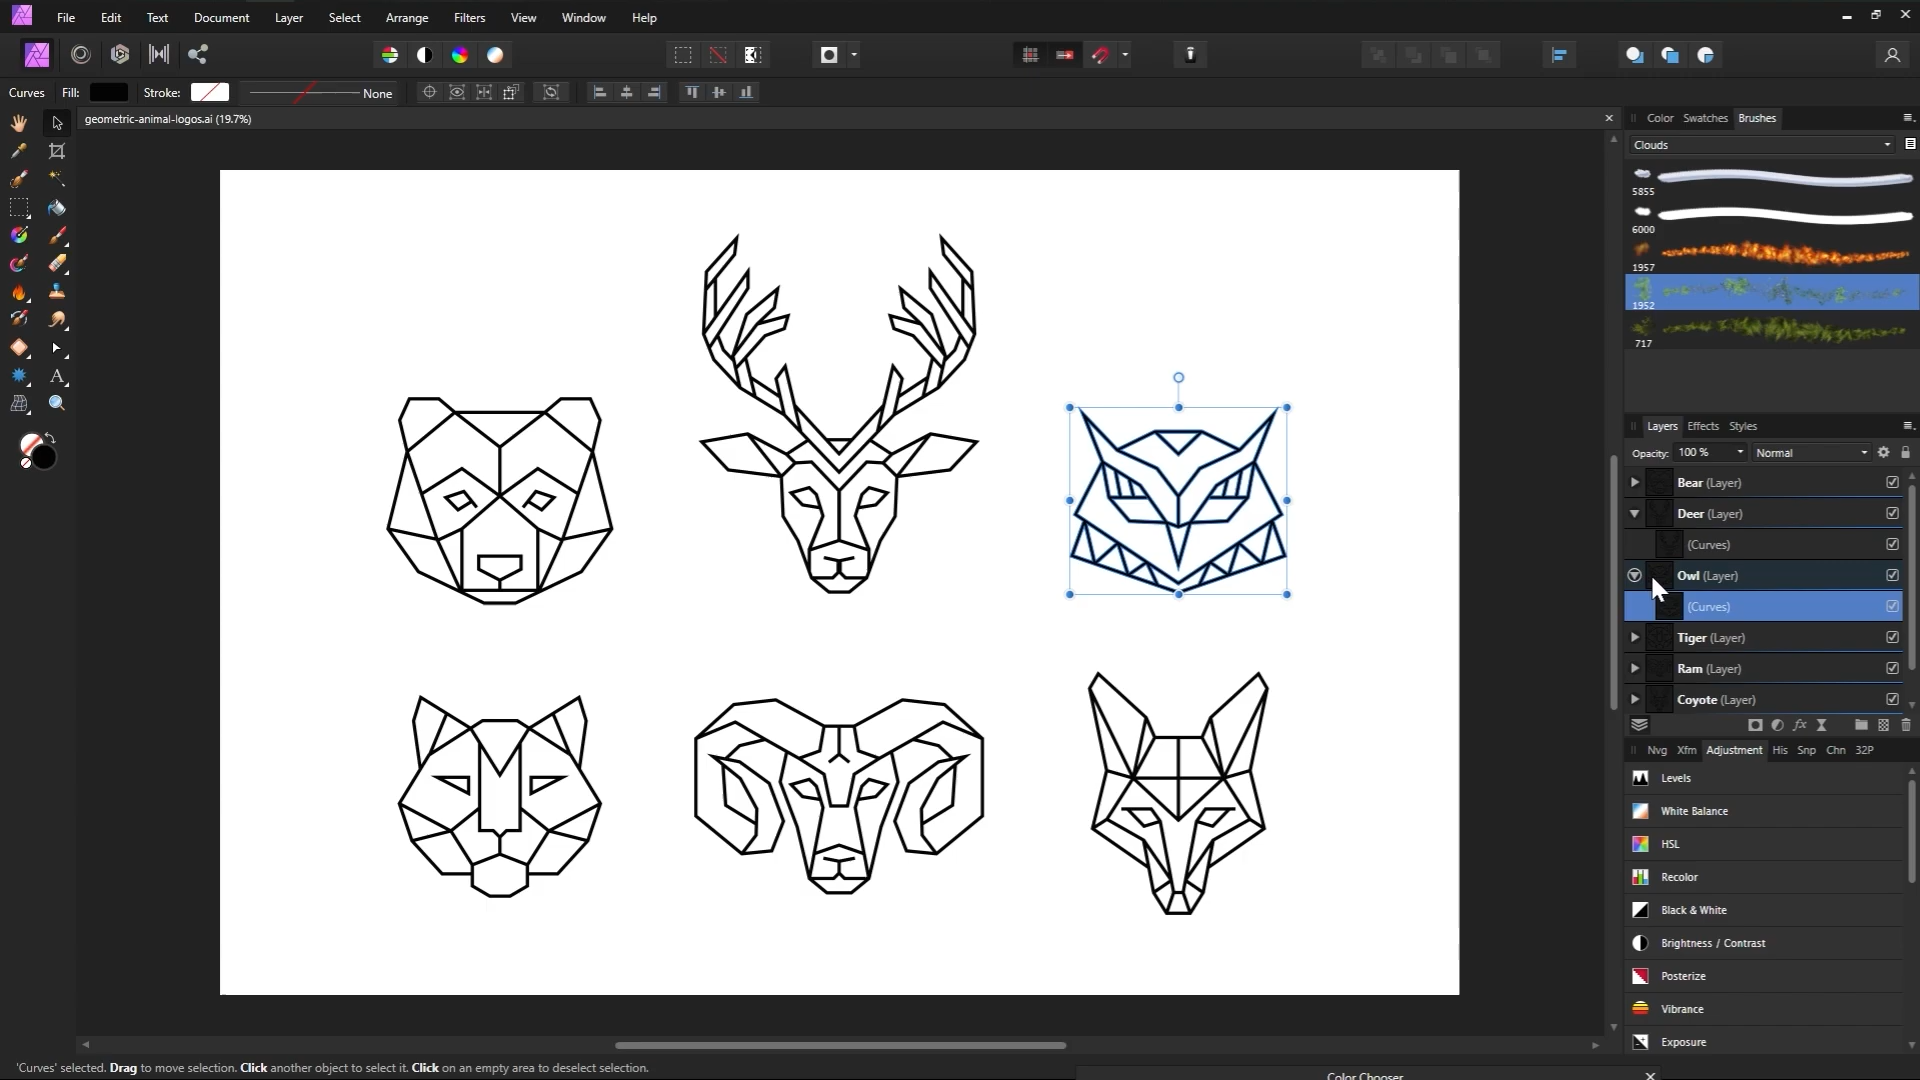 File Edit Text Document Layer Select Arrange Filters View Window Help
Curves Fill: Stroke: None
geometric-animal-logos.ai (19.7%)
Color Swatches Brushes
Clouds
5855
6000
1957
1952
717
Layers Effects Styles
Opacity: 100 % Normal
Bear (Layer)
Deer (Layer)
(Curves)
Owl (Layer)
(Curves)
Tiger (Layer)
Ram (Layer)
Coyote (Layer)
Nvg Xfm Adjustment His Snp Chn 32P
Levels
White Balance
HSL
Recolor
Black & White
Brightness / Contrast
Posterize
Vibrance
Exposure
'Curves' selected. Drag to move selection. Click another object to select it. Click on an empty area to deselect selection.
Color Chooser